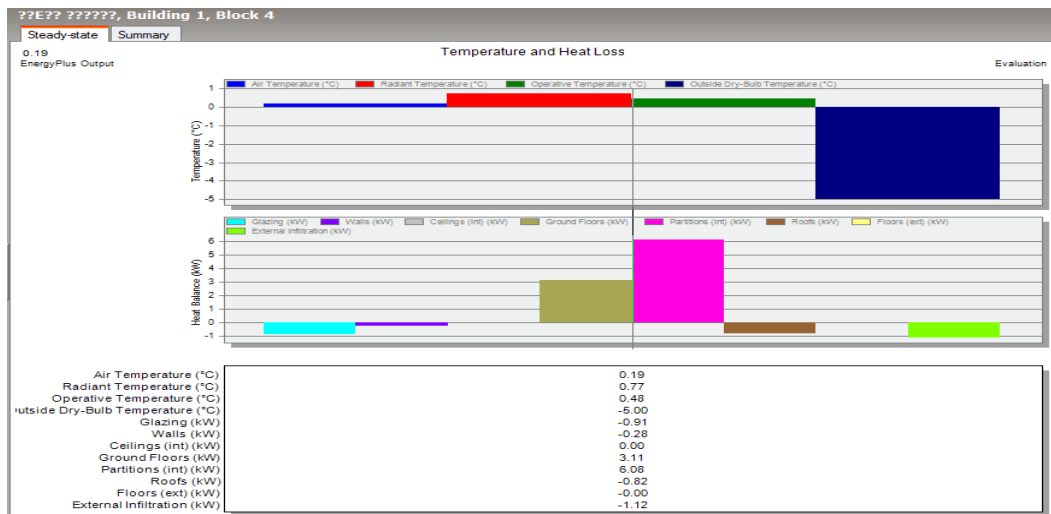 ??E?? ??????, Building 1, Block 4
Steady-state Summary
0.19 Temperature and Heat Loss
EnergyPlus Output Evaluation
Air Temperature (°C) Radiant Temperature (°C) Operative Temperature (°C) Outside Dry-Bulb Temperature (°C)
1
0
-1
-2
-3
-4
-5
Temperature (°C)
Glazing (kW) Walls (kW) Ceilings (int) (kW) Ground Floors (kW) Partitions (int) (kW) Roofs (kW) Floors (ext) (kW)
External Infiltration (kW)
6
5
4
3
2
1
0
-1
Heat Balance (kW)
Air Temperature (°C) 0.19
Radiant Temperature (°C) 0.77
Operative Temperature (°C) 0.48
utside Dry-Bulb Temperature (°C) -5.00
Glazing (kW) -0.91
Walls (kW) -0.28
Ceilings (int) (kW) 0.00
Ground Floors (kW) 3.11
Partitions (int) (kW) 6.08
Roofs (kW) -0.82
Floors (ext) (kW) -0.00
External Infiltration (kW) -1.12